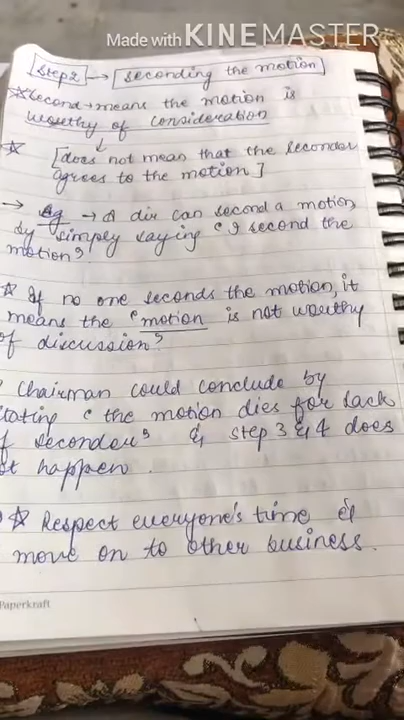 Made with KINEMASTER
Step 2 → seconding the motion
☆ Second → means the motion is
worthy of consideration
☆ [does not mean that the seconder
agrees to the motion]
→ Eg → A dir can second a motion
by simply saying "I second the
motion"
☆ If no one seconds the motion, it
means the "motion is not worthy
of discussion"
Chairman could conclude by
tating "the motion dies for lack
f seconder" & step 3 & 4 does
t happen.
☆ Respect everyone's time &
move on to other business.
Paperkraft